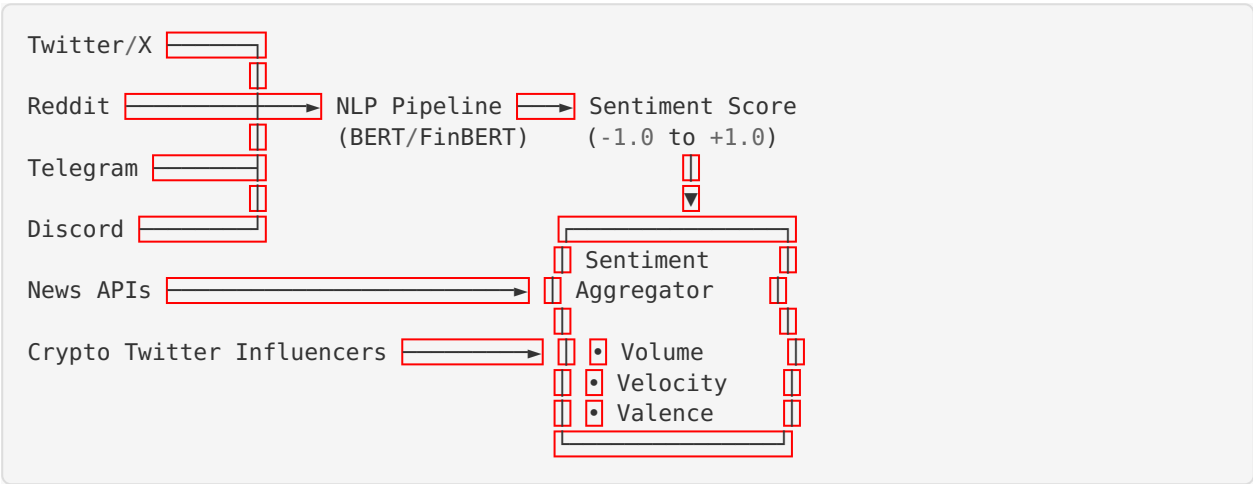 Twitter/X ────────┐
│
Reddit ───────────┼─────► NLP Pipeline ───► Sentiment Score
│ (BERT/FinBERT) (-1.0 to +1.0)
Telegram ─────────┤ │
│ ▼
Discord ──────────┘ ┌─────────────────┐
│ Sentiment │
News APIs ─────────────────────► │ Aggregator │
│ │
Crypto Twitter Influencers ────────► │ • Volume │
│ • Velocity │
│ • Valence │
└─────────────────┘